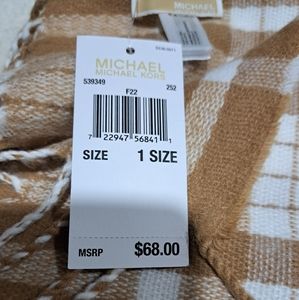 MICHAEL
MICHAEL KORS
539349 252
F22
7 22947 56841 1
SIZE 1 SIZE
MSRP $68.00
MICHAEL